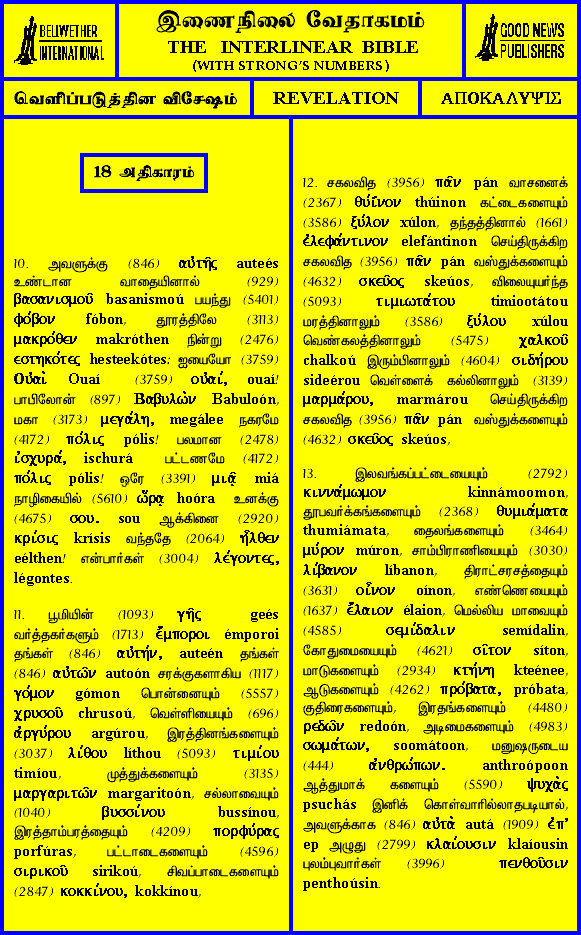 BELLWETHER
INTERNATIONAL
இணைநிலை வேதாகமம்
THE INTERLINEAR BIBLE
(WITH STRONG'S NUMBERS)
GOOD NEWS
PUBLISHERS
வெளிப்படுத்தின விசேஷம்
REVELATION
ΑΠΟΚΑΛΥΨΙΣ
18 அதிகாரம்
10. அவளுக்கு (846) αὐτῆς auteés
உண்டான வாதையினால் (929)
βασανισμοῦ basanismoú பயந்து (5401)
φόβον fóbon, தூரத்திலே (3113)
μακρόθεν makróthen நின்று (2476)
εστηκότες hesteekótes: ஐயையோ (3759)
Οὐαὶ Ouaí (3759) οὐαί, ouaí!
பாபிலோன் (897) Βαβυλὼν Babuloón,
மகா (3173) μεγάλη, megálee நகரமே
(4172) πόλις pólis! பலமான (2478)
ἰσχυρά, ischurá பட்டணமே (4172)
πόλις pólis! ஒரே (3391) μιᾷ miá
நாழிகையில் (5610) ὥρᾳ hoóra உனக்கு
(4675) σου. sou ஆக்கினை (2920)
κρίσις krísis வந்ததே (2064) ἦλθεν
eélthen! என்பார்கள் (3004) λέγοντες,
légontes.
11. பூமியின் (1093) γῆς geés
வர்த்தகர்களும் (1713) ἔμποροι émporoi
தங்கள் (846) αὐτήν, auteén தங்கள்
(846) αὐτῶν autoón சரக்குகளாகிய (1117)
γόμον gómon பொன்னையும் (5557)
χρυσοῦ chrusoú, வெள்ளியையும் (696)
ἀργύρου argúrou, இரத்தினங்களையும்
(3037) λίθου líthou (5093) τιμίου
timíou, முத்துக்களையும் (3135)
μαργαριτῶν margaritoón, சல்லாவையும்
(1040) βυσσίνου bussínou,
இரத்தாம்பரத்தையும் (4209) πορφύρας
porfúras, பட்டாடைகளையும் (4596)
σιρικοῦ sirikoú, சிவப்பாடைகளையும்
(2847) κοκκίνου, kokkínou,
12. சகலவித (3956) πᾶν pán வாசனைக்
(2367) θυΐνον thúinon கட்டைகளையும்
(3586) ξύλον xúlon, தந்தத்தினால் (1661)
ἐλεφάντινον elefántinon செய்திருக்கிற
சகலவித (3956) πᾶν pán வஸ்துக்களையும்
(4632) σκεῦος skeúos, விலையுயர்ந்த
(5093) τιμιωτάτου timiootátou
மரத்தினாலும் (3586) ξύλου xúlou
வெண்கலத்தினாலும் (5475) χαλκοῦ
chalkoú இரும்பினாலும் (4604) σιδήρου
sideérou வெள்ளைக் கல்லினாலும் (3139)
μαρμάρου, marmárou செய்திருக்கிற
சகலவித (3956) πᾶν pán வஸ்துக்களையும்
(4632) σκεῦος skeúos,
13. இலவங்கப்பட்டையையும் (2792)
κιννάμωμον kinnámoomon,
தூபவர்க்கங்களையும் (2368) θυμιάματα
thumiámata, தைலங்களையும் (3464)
μύρον múron, சாம்பிராணியையும் (3030)
λίβανον líbanon, திராட்சரசத்தையும்
(3631) οἶνον oínon, எண்ணெயையும்
(1637) ἔλαιον élaion, மெல்லிய மாவையும்
(4585) σεμίδαλιν semídalin,
கோதுமையையும் (4621) σῖτον síton,
மாடுகளையும் (2934) κτήνη kteénee,
ஆடுகளையும் (4262) πρόβατα, próbata,
குதிரைகளையும், இரதங்களையும் (4480)
ρεδῶν redoón, அடிமைகளையும் (4983)
σωμάτων, soomátoon, மனுஷருடைய
(444) ἀνθρώπων. anthroópoon
ஆத்துமாக் களையும் (5590) ψυχὰς
psuchás இனிக் கொள்வாரில்லாதபடியால்,
அவளுக்காக (846) αὐτὰ autá (1909) ἐπ'
ep அழுது (2799) κλαίουσιν klaíousin
புலம்புவார்கள் (3996) πενθοῦσιν
penthoúsin.